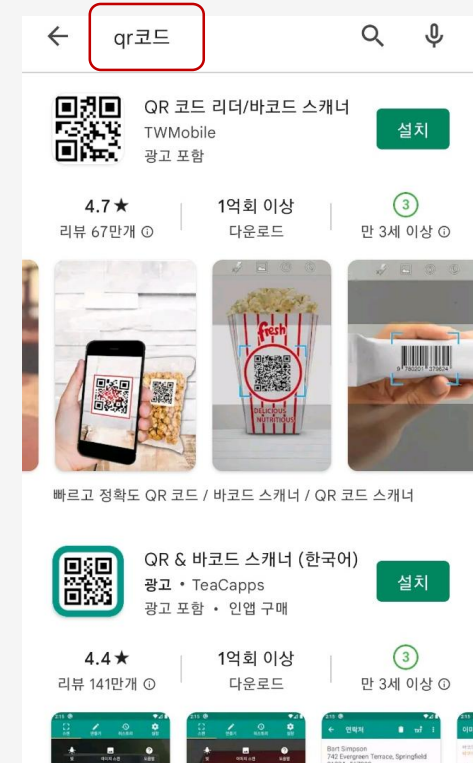 qr코드
QR 코드 리더/바코드 스캐너
TWMobile
광고 포함
설치
4.7★
리뷰 67만개
1억회 이상
다운로드
3
만 3세 이상
fresh
DELICIOUS
NUTRITIOUS
9 780201 379624
빠르고 정확도 QR 코드 / 바코드 스캐너 / QR 코드 스캐너
QR & 바코드 스캐너 (한국어)
광고 • TeaCapps
광고 포함 • 인앱 구매
설치
4.4★
리뷰 141만개
1억회 이상
다운로드
3
만 3세 이상
연락처
Bart Simpson
742 Evergreen Terrace, Springfield